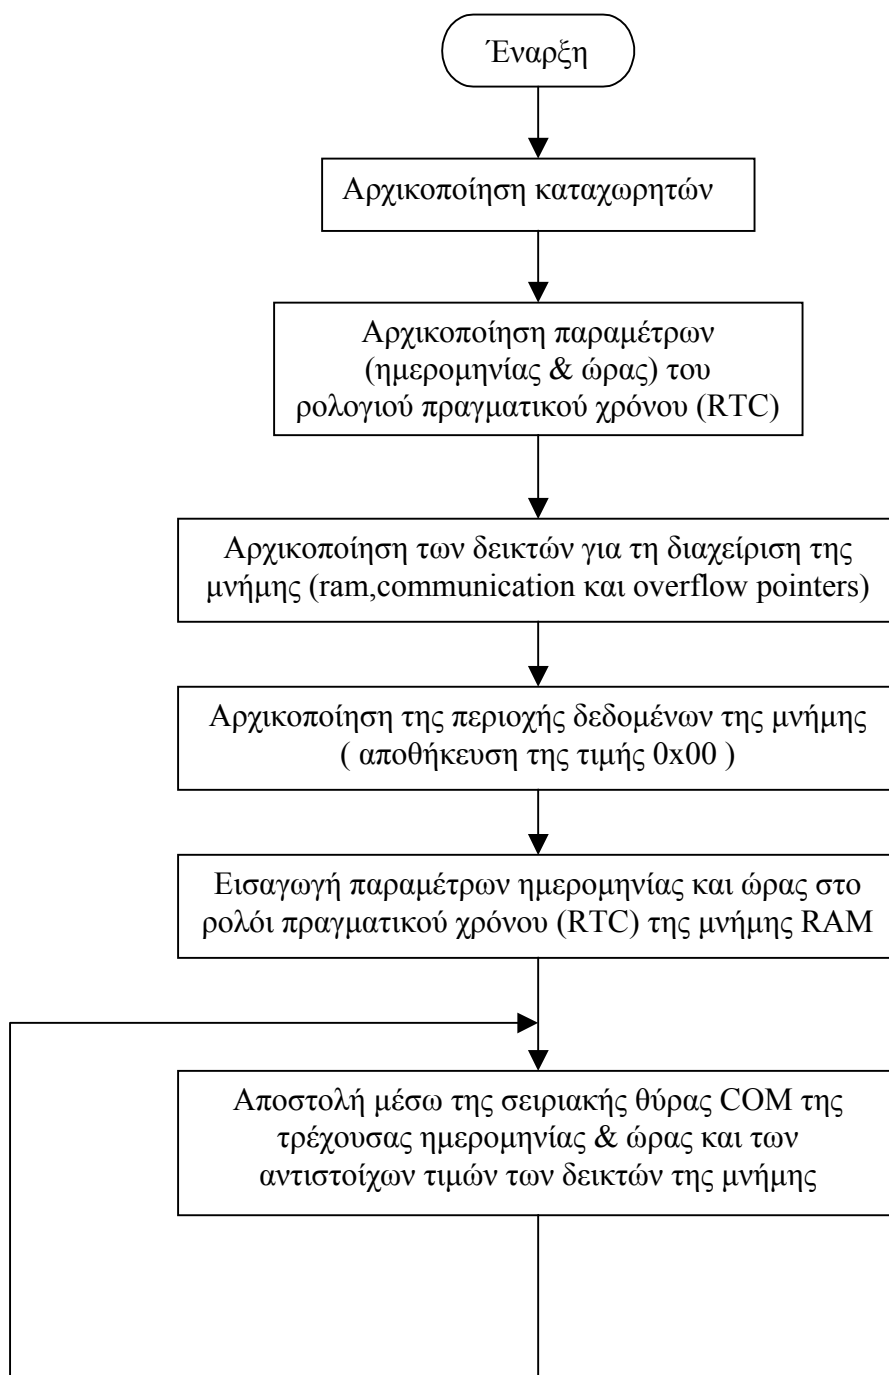 Έναρξη
Αρχικοποίηση καταχωρητών
Αρχικοποίηση παραμέτρων
(ημερομηνίας & ώρας) του
ρολογιού πραγματικού χρόνου (RTC)
Αρχικοποίηση των δεικτών για τη διαχείριση της
μνήμης (ram,communication και overflow pointers)
Αρχικοποίηση της περιοχής δεδομένων της μνήμης
( αποθήκευση της τιμής 0x00 )
Εισαγωγή παραμέτρων ημερομηνίας και ώρας στο
ρολόι πραγματικού χρόνου (RTC) της μνήμης RAM
Αποστολή μέσω της σειριακής θύρας COM της
τρέχουσας ημερομηνίας & ώρας και των
αντιστοίχων τιμών των δεικτών της μνήμης